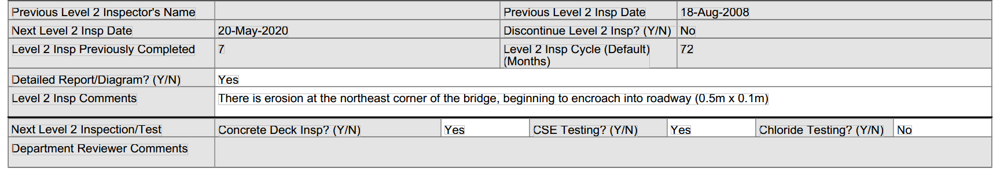 Previous Level 2 Inspector's Name Previous Level 2 Insp Date 18-Aug-2008
Next Level 2 Insp Date 20-May-2020 Discontinue Level 2 Insp? (Y/N) No
Level 2 Insp Previously Completed 7 Level 2 Insp Cycle (Default) 72
(Months)
Detailed Report/Diagram? (Y/N) Yes
Level 2 Insp Comments There is erosion at the northeast corner of the bridge, beginning to encroach into roadway (0.5m x 0.1m)
Next Level 2 Inspection/Test Concrete Deck Insp? (Y/N) Yes CSE Testing? (Y/N) Yes Chloride Testing? (Y/N) No
Department Reviewer Comments